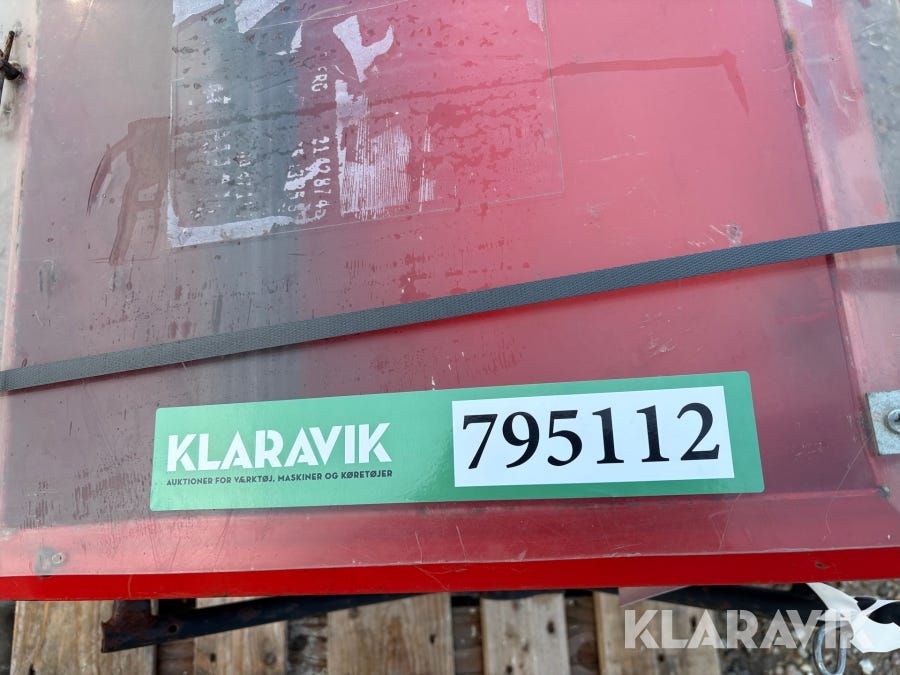 KLARAVIK
AUKTIONER FOR VÆRKTØJ, MASKINER OG KØRETØJER
795112
KLARAVIK